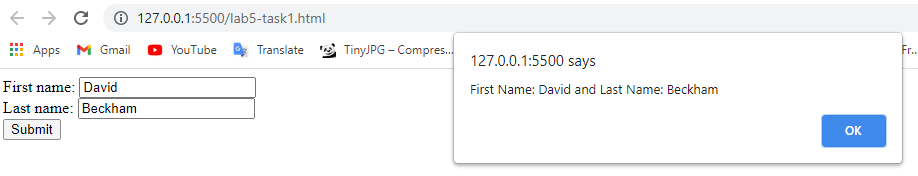 127.0.0.1:5500/lab5-task1.html
Apps Gmail YouTube Translate TinyJPG – Compres... Fr...
127.0.0.1:5500 says
First Name: David and Last Name: Beckham
OK
First name: David
Last name: Beckham
Submit